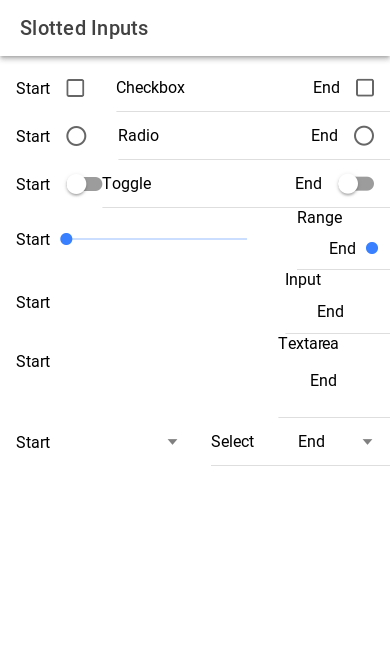 Slotted Inputs
Start Checkbox End
Start Radio End
Start Toggle End
Range
Start End
Input
Start End
Textarea
Start
End
Start Select End